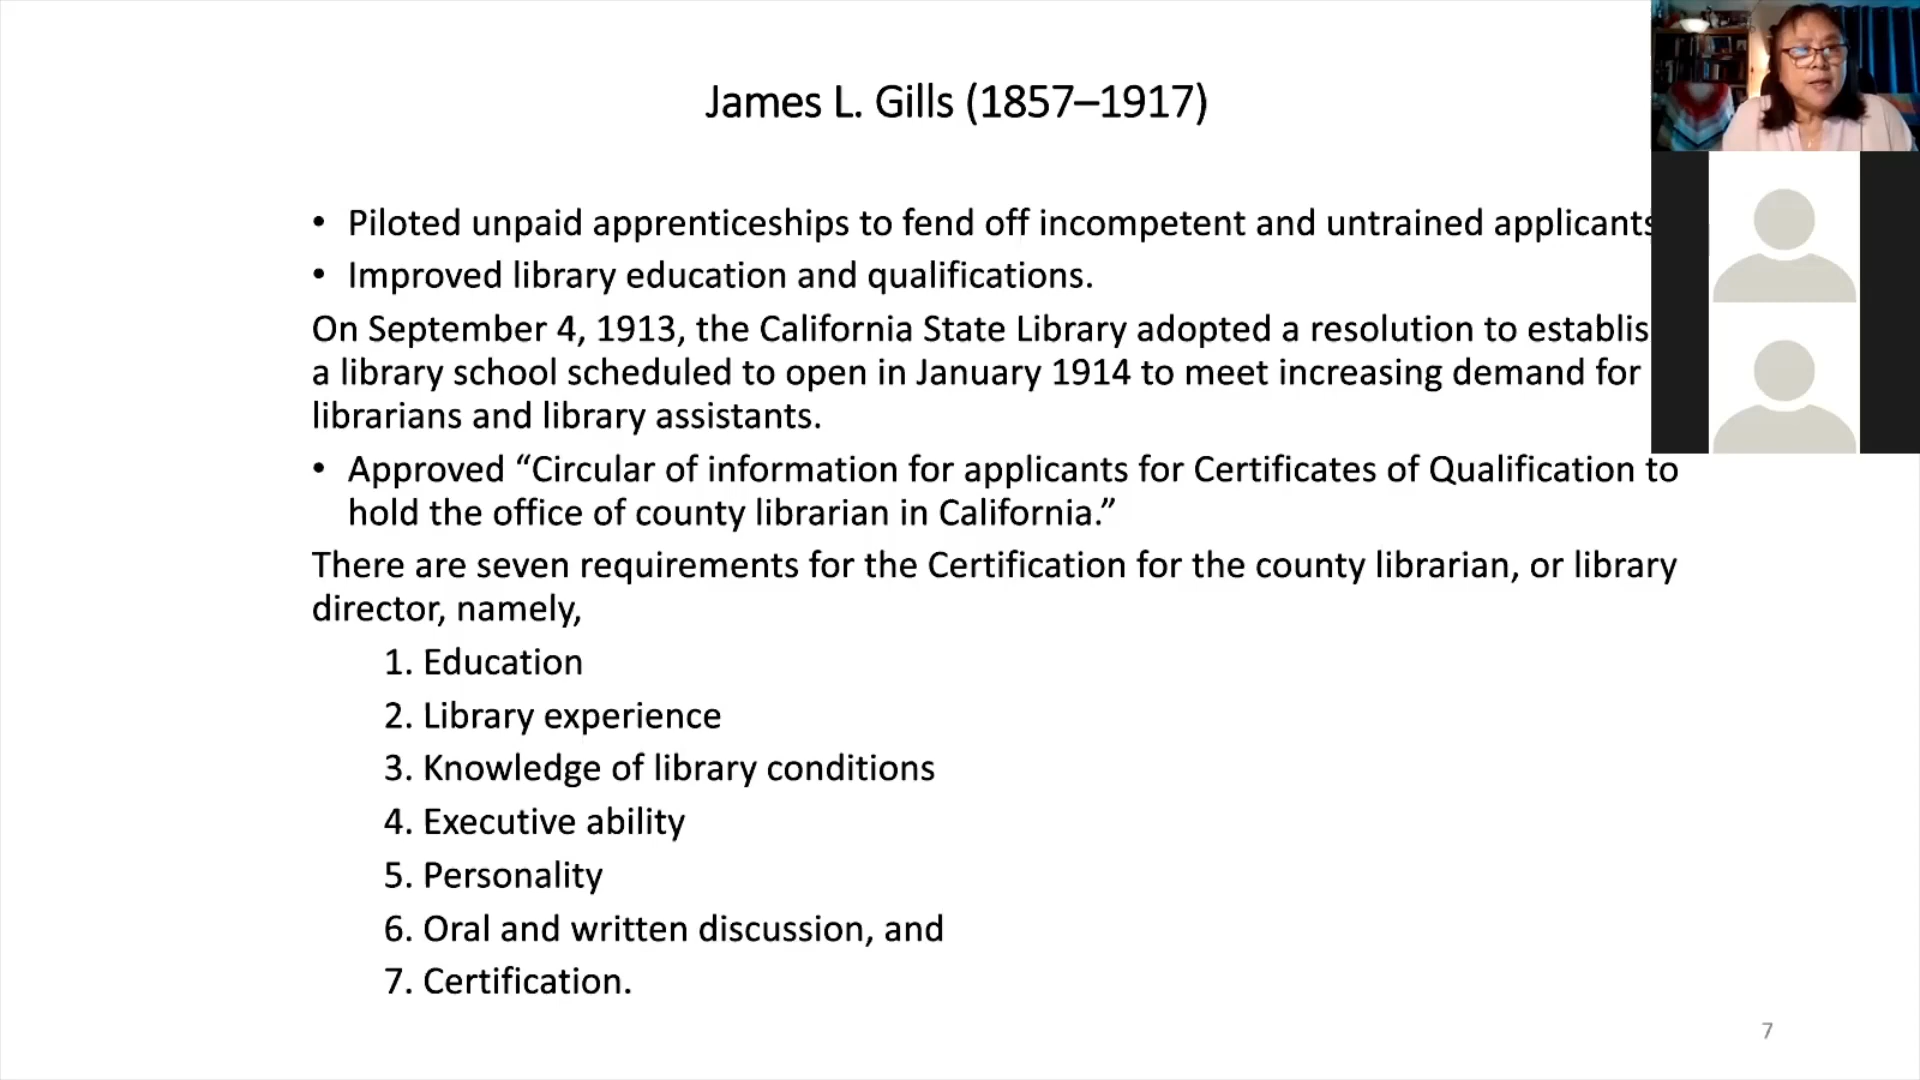 James L. Gills (1857–1917)
• Piloted unpaid apprenticeships to fend off incompetent and untrained applicants
• Improved library education and qualifications.
On September 4, 1913, the California State Library adopted a resolution to establis
a library school scheduled to open in January 1914 to meet increasing demand for
librarians and library assistants.
• Approved “Circular of information for applicants for Certificates of Qualification to
hold the office of county librarian in California.”
There are seven requirements for the Certification for the county librarian, or library
director, namely,
1. Education
2. Library experience
3. Knowledge of library conditions
4. Executive ability
5. Personality
6. Oral and written discussion, and
7. Certification.
7